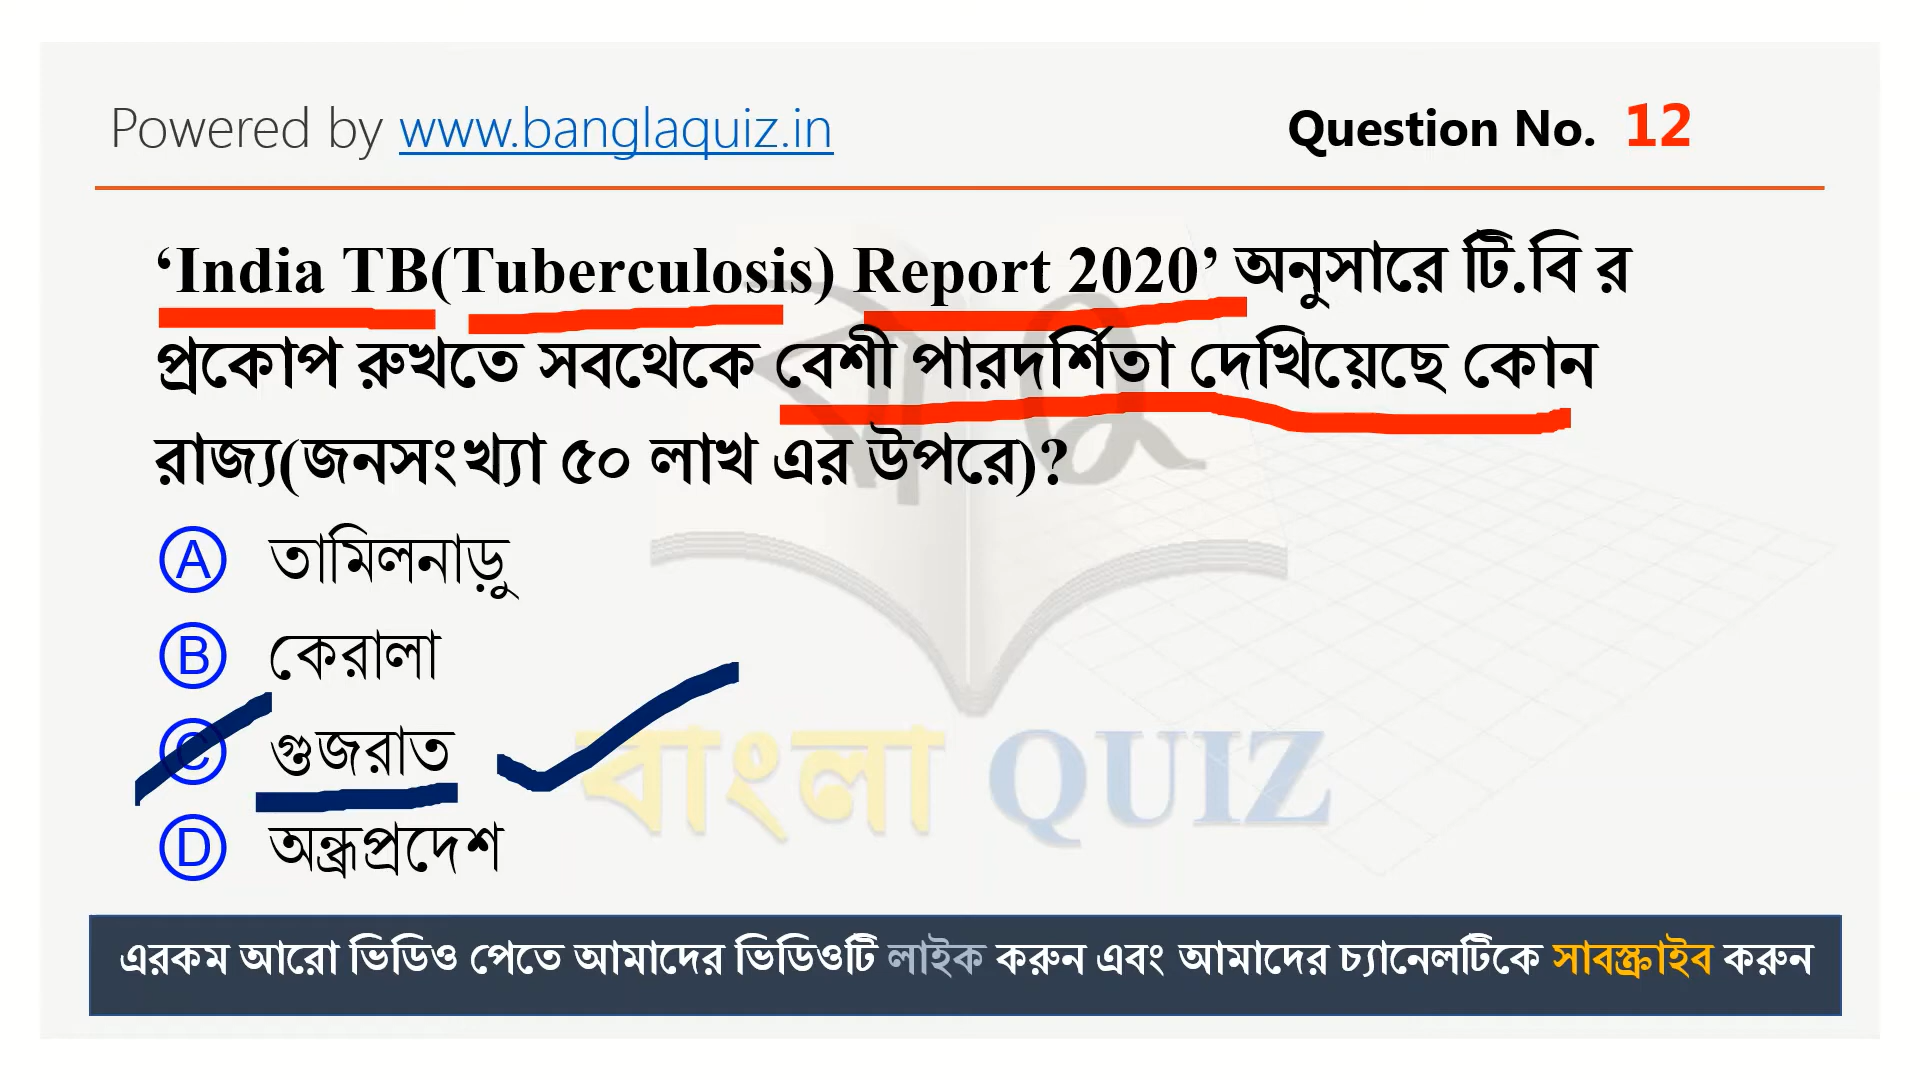 Powered by www.banglaquiz.in
Question No. 12
‘India TB(Tuberculosis) Report 2020’ অনুসারে টি.বি র
প্রকোপ রুখতে সবথেকে বেশী পারদর্শিতা দেখিয়েছে কোন
রাজ্য(জনসংখ্যা ৫০ লাখ এর উপরে)?
A তামিলনাড়ু
B কেরালা
C গুজরাত
D অন্ধ্রপ্রদেশ
বাংলা QUIZ
এরকম আরো ভিডিও পেতে আমাদের ভিডিওটি লাইক করুন এবং আমাদের চ্যানেলটিকে সাবস্ক্রাইব করুন